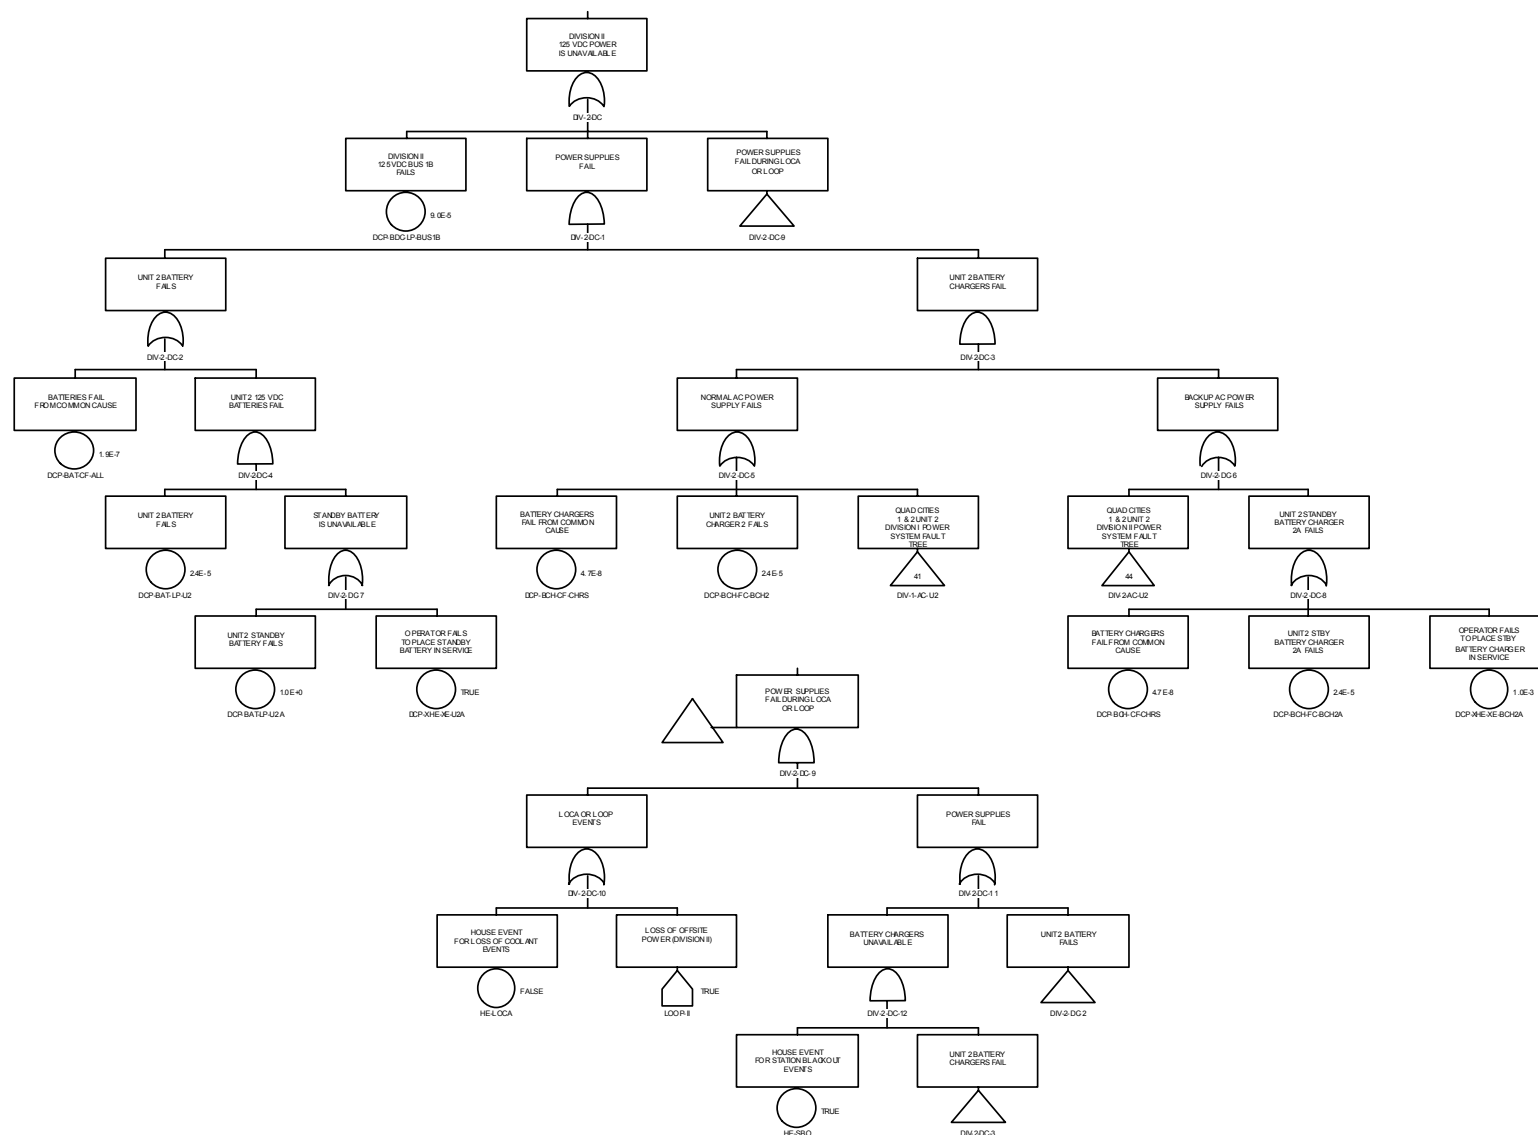 DIVISION II
125 VDC POWER
IS UNAVAILABLE
DIV-2-DC
DIVISION II
125 VDC BUS 1B
FAILS
9.0E-5
DCP-BDC-LP-BUS1B
POWER SUPPLIES
FAIL
DIV-2-DC-1
POWER SUPPLIES
FAIL DURING LOCA
OR LOOP
DIV-2-DC-9
UNIT 2 BATTERY
FAILS
DIV-2-DC-2
UNIT 2 BATTERY
CHARGERS FAIL
DIV-2-DC-3
BATTERIES FAIL
FROM COMMON CAUSE
1.9E-7
DCP-BAT-CF-ALL
UNIT 2 125 VDC
BATTERIES FAIL
DIV-2-DC-4
NORMAL AC POWER
SUPPLY FAILS
DIV-2-DC-5
BACKUP AC POWER
SUPPLY FAILS
DIV-2-DC-6
UNIT 2 BATTERY
FAILS
2.4E-5
DCP-BAT-LP-U2
STANDBY BATTERY
IS UNAVAILABLE
DIV-2-DC-7
BATTERY CHARGERS
FAIL FROM COMMON
CAUSE
4.7E-8
DCP-BCH-CF-CHRS
UNIT 2 BATTERY
CHARGER 2 FAILS
2.4E-5
DCP-BCH-FC-BCH2
QUAD CITIES
1 & 2 UNIT 2
DIVISION I POWER
SYSTEM FAULT
TREE
41
DIV-1-AC-U2
QUAD CITIES
1 & 2 UNIT 2
DIVISION II POWER
SYSTEM FAULT
TREE
44
DIV-2-AC-U2
UNIT 2 STANDBY
BATTERY CHARGER
2A FAILS
DIV-2-DC-8
UNIT 2 STANDBY
BATTERY FAILS
1.0E+0
DCP-BAT-LP-U2A
OPERATOR FAILS
TO PLACE STANDBY
BATTERY IN SERVICE
TRUE
DCP-XHE-XE-U2A
BATTERY CHARGERS
FAIL FROM COMMON
CAUSE
4.7E-8
DCP-BCH-CF-CHRS
UNIT 2 STBY
BATTERY CHARGER
2A FAILS
2.4E-5
DCP-BCH-FC-BCH2A
OPERATOR FAILS
TO PLACE STBY
BATTERY CHARGER
IN SERVICE
1.0E-3
DCP-XHE-XE-BCH2A
POWER SUPPLIES
FAIL DURING LOCA
OR LOOP
DIV-2-DC-9
LOCA OR LOOP
EVENTS
DIV-2-DC-10
POWER SUPPLIES
FAIL
DIV-2-DC-11
HOUSE EVENT
FOR LOSS OF COOLANT
EVENTS
FALSE
HE-LOCA
LOSS OF OFFSITE
POWER (DIVISION II)
TRUE
LOOP-II
BATTERY CHARGERS
UNAVAILABLE
DIV-2-DC-12
UNIT 2 BATTERY
FAILS
DIV-2-DC-2
HOUSE EVENT
FOR STATION BLACKOUT
EVENTS
TRUE
HE-SBO
UNIT 2 BATTERY
CHARGERS FAIL
DIV-2-DC-3